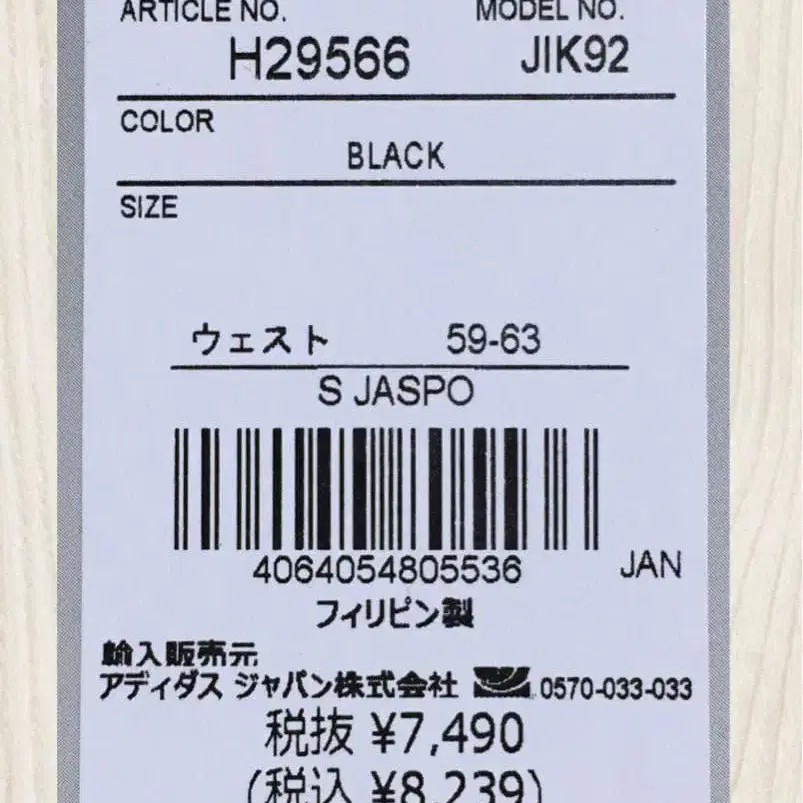 ARTICLE NO. MODEL NO.
H29566 JIK92
COLOR
BLACK
SIZE
ウェスト 59-63
S JASPO
4064054805536 JAN
フィリピン製
輸入販売元
アディダス ジャパン株式会社 0570-033-033
税抜 ¥7,490
(税込 ¥8,239)